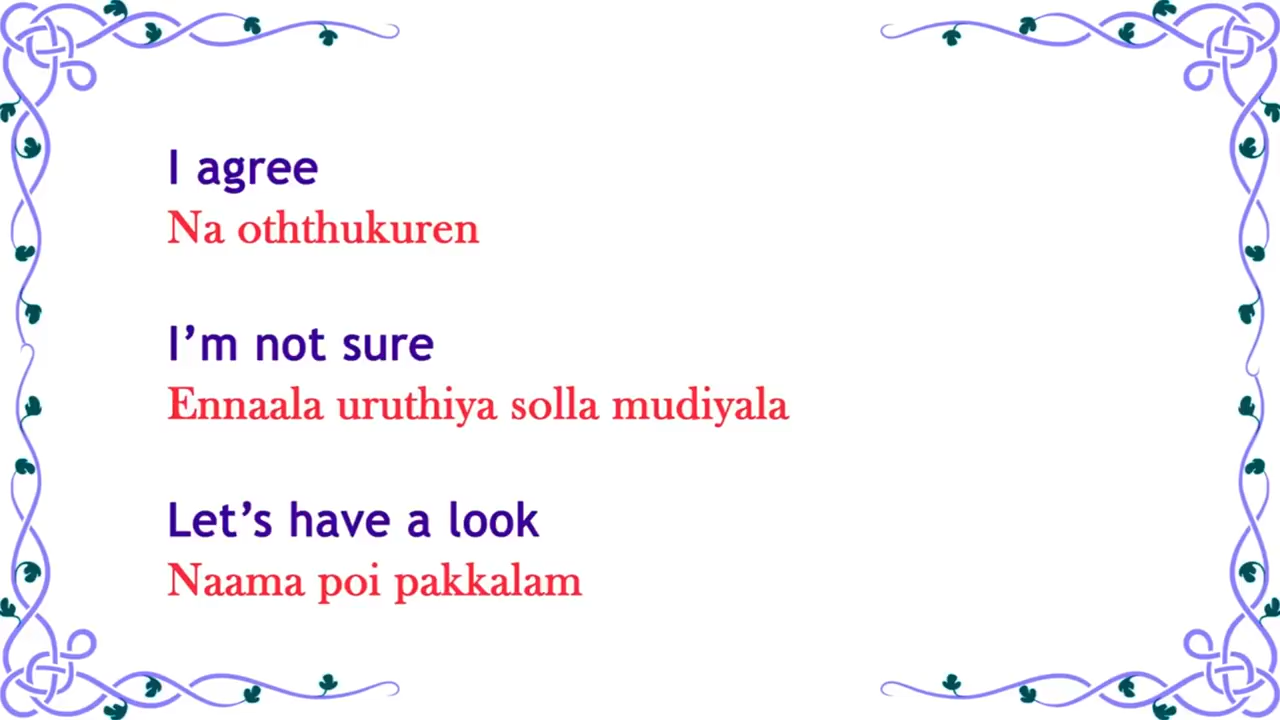 I agree
Na oththukuren
I’m not sure
Ennaala uruthiya solla mudiyala
Let’s have a look
Naama poi pakkalam